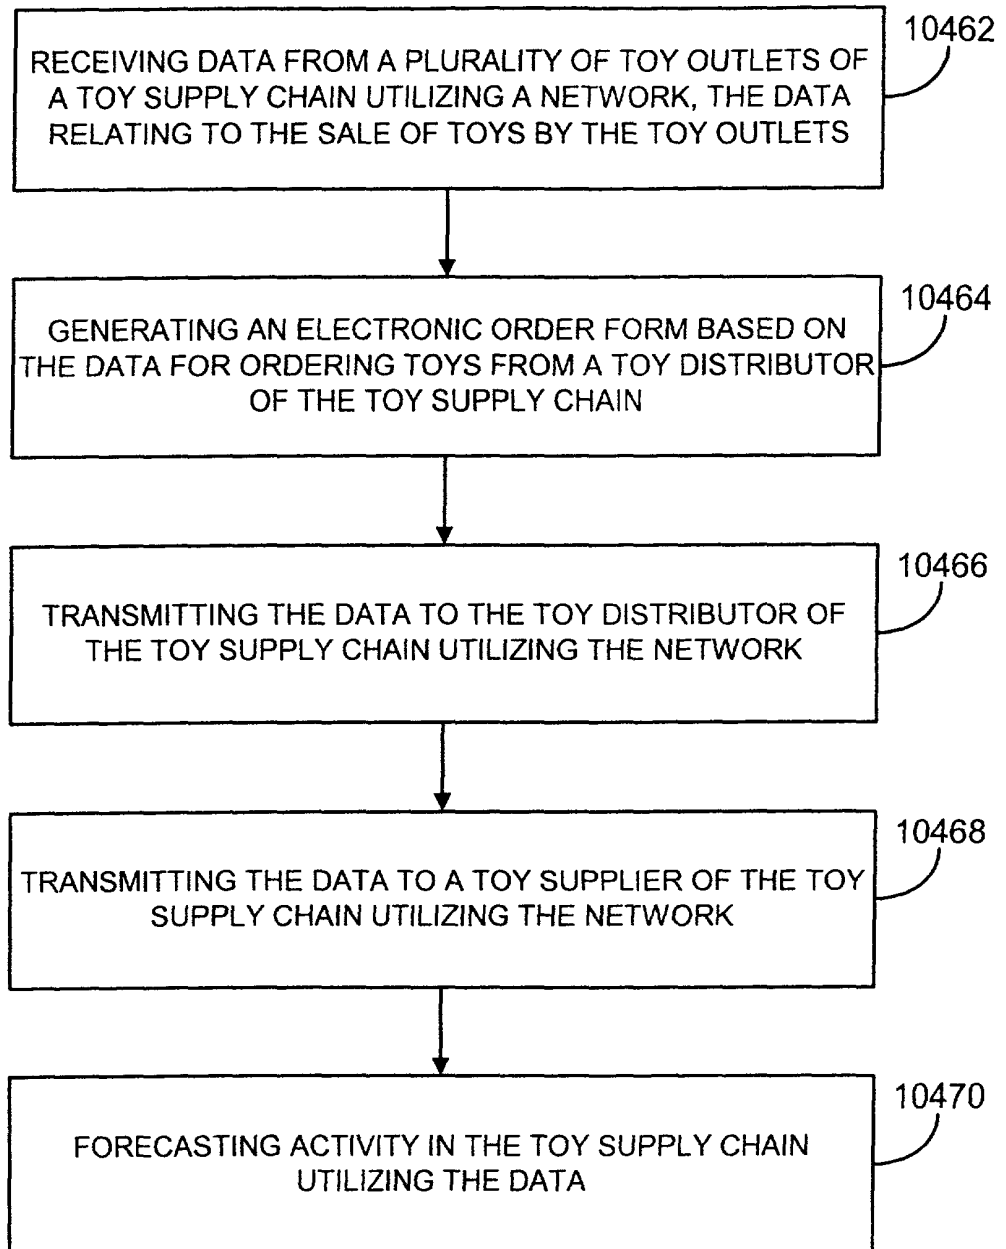 10462
RECEIVING DATA FROM A PLURALITY OF TOY OUTLETS OF
A TOY SUPPLY CHAIN UTILIZING A NETWORK, THE DATA
RELATING TO THE SALE OF TOYS BY THE TOY OUTLETS
10464
GENERATING AN ELECTRONIC ORDER FORM BASED ON
THE DATA FOR ORDERING TOYS FROM A TOY DISTRIBUTOR
OF THE TOY SUPPLY CHAIN
10466
TRANSMITTING THE DATA TO THE TOY DISTRIBUTOR OF
THE TOY SUPPLY CHAIN UTILIZING THE NETWORK
10468
TRANSMITTING THE DATA TO A TOY SUPPLIER OF THE TOY
SUPPLY CHAIN UTILIZING THE NETWORK
10470
FORECASTING ACTIVITY IN THE TOY SUPPLY CHAIN
UTILIZING THE DATA